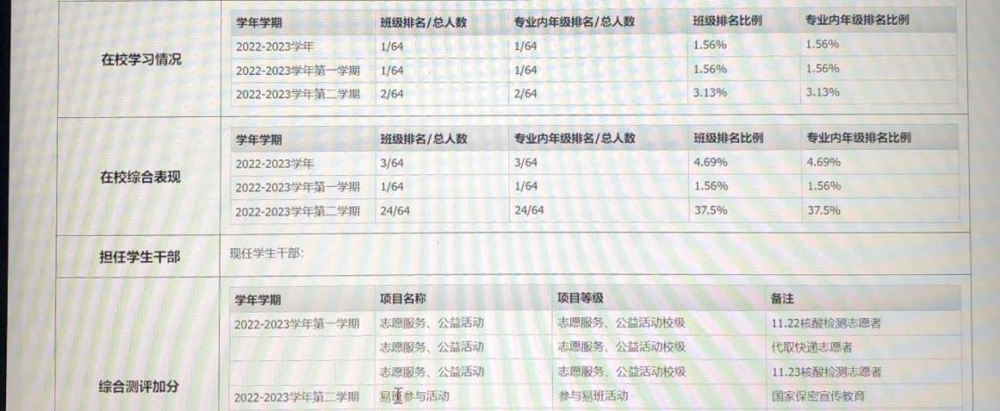 学年学期 班级排名/总人数 专业内年级排名/总人数 班级排名比例 专业内年级排名比例
2022-2023学年 1/64 1/64 1.56% 1.56%
在校学习情况
2022-2023学年第一学期 1/64 1/64 1.56% 1.56%
2022-2023学年第二学期 2/64 2/64 3.13% 3.13%
学年学期 班级排名/总人数 专业内年级排名/总人数 班级排名比例 专业内年级排名比例
2022-2023学年 3/64 3/64 4.69% 4.69%
在校综合表现
2022-2023学年第一学期 1/64 1/64 1.56% 1.56%
2022-2023学年第二学期 24/64 24/64 37.5% 37.5%
担任学生干部 现任学生干部:
学年学期 项目名称 项目等级 备注
2022-2023学年第一学期 志愿服务、公益活动 志愿服务、公益活动校级 11.22核酸检测志愿者
志愿服务、公益活动 志愿服务、公益活动校级 代取快递志愿者
志愿服务、公益活动 志愿服务、公益活动校级 11.23核酸检测志愿者
综合测评加分
2022-2023学年第二学期 易班参与活动 参与易班活动 国家保密宣传教育